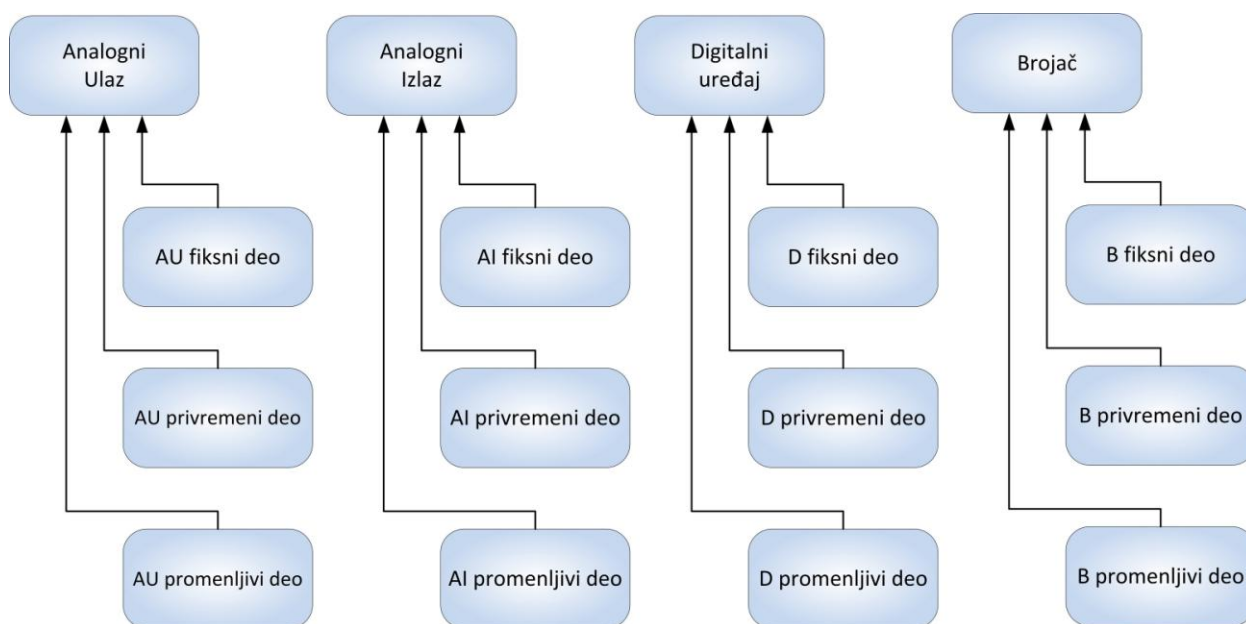 Analogni
Ulaz
Analogni
Izlaz
Digitalni
uređaj
Brojač
AU fiksni deo
AI fiksni deo
D fiksni deo
B fiksni deo
AU privremeni deo
AI privremeni deo
D privremeni deo
B privremeni deo
AU promenljivi deo
AI promenljivi deo
D promenljivi deo
B promenljivi deo